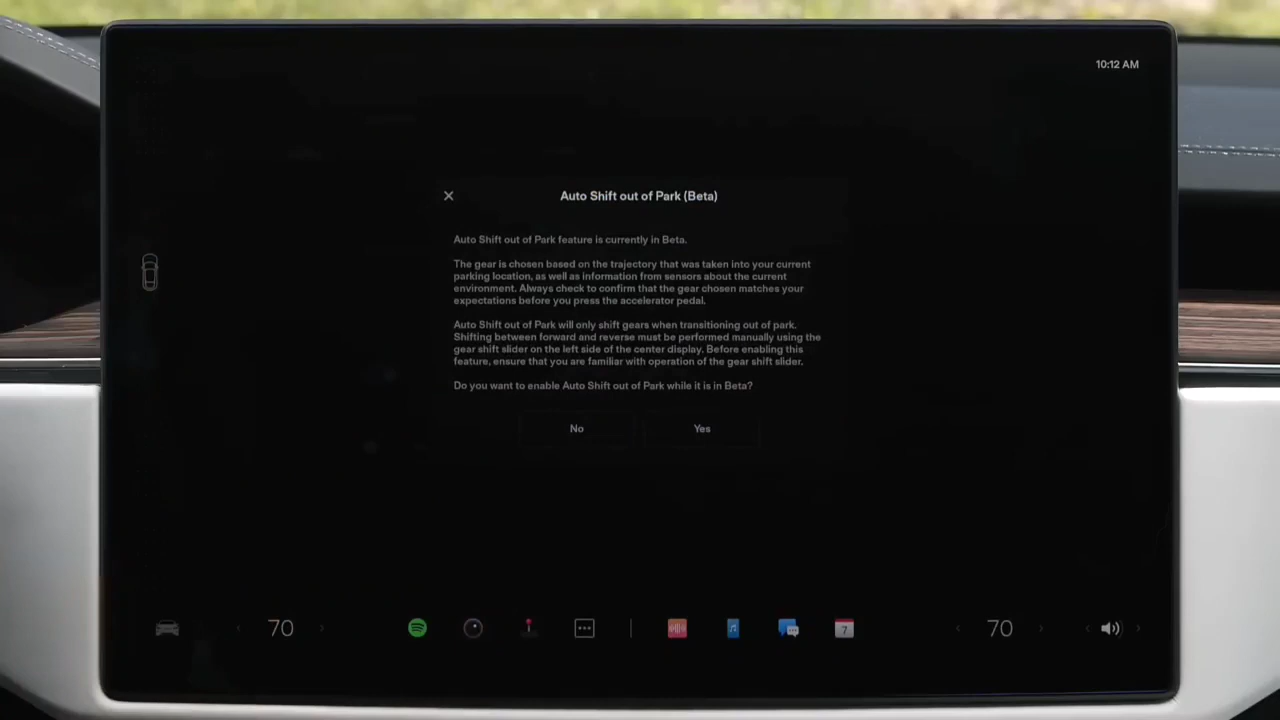 10:12 AM
Auto Shift out of Park (Beta)
Auto Shift out of Park feature is currently in Beta.
The gear is chosen based on the trajectory that was taken into your current
parking location, as well as information from sensors about the current
environment. Always check to confirm that the gear chosen matches your
expectations before you press the accelerator pedal.
Auto Shift out of Park will only shift gears when transitioning out of park.
Shifting between forward and reverse must be performed manually using the
gear shift slider on the left side of the center display. Before enabling this
feature, ensure that you are familiar with operation of the gear shift slider.
Do you want to enable Auto Shift out of Park while it is in Beta?
No Yes
70 7 70